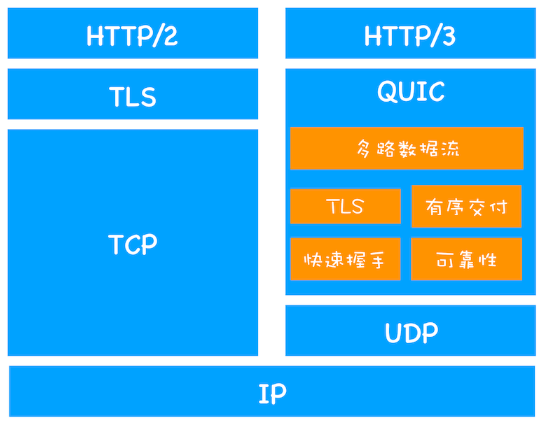 HTTP/2
TLS
TCP
HTTP/3
QUIC
多路数据流
TLS
有序交付
快速握手
可靠性
UDP
IP